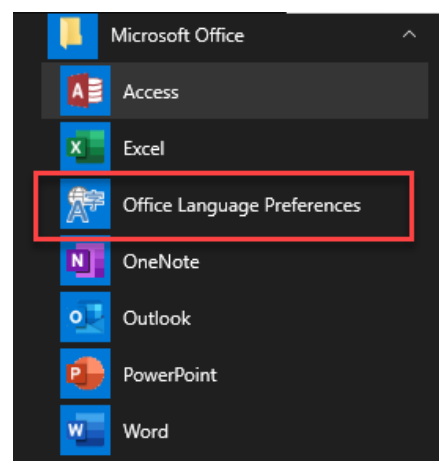 Microsoft Office
Access
Excel
Office Language Preferences
OneNote
Outlook
PowerPoint
Word